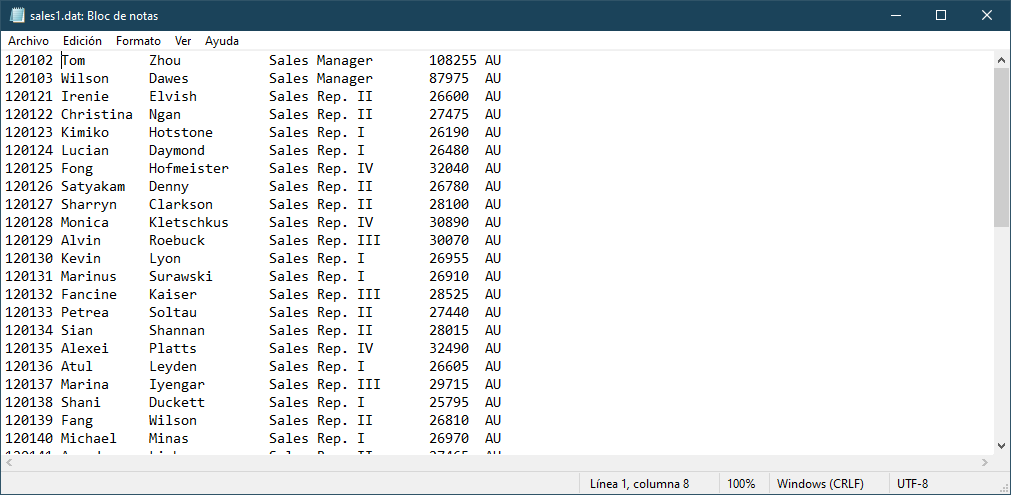 sales1.dat: Bloc de notas
Archivo Edición Formato Ver Ayuda
120102 Tom Zhou Sales Manager 108255 AU
120103 Wilson Dawes Sales Manager 87975 AU
120121 Irenie Elvish Sales Rep. II 26600 AU
120122 Christina Ngan Sales Rep. II 27475 AU
120123 Kimiko Hotstone Sales Rep. I 26190 AU
120124 Lucian Daymond Sales Rep. I 26480 AU
120125 Fong Hofmeister Sales Rep. IV 32040 AU
120126 Satyakam Denny Sales Rep. II 26780 AU
120127 Sharryn Clarkson Sales Rep. II 28100 AU
120128 Monica Kletschkus Sales Rep. IV 30890 AU
120129 Alvin Roebuck Sales Rep. III 30070 AU
120130 Kevin Lyon Sales Rep. I 26955 AU
120131 Marinus Surawski Sales Rep. I 26910 AU
120132 Fancine Kaiser Sales Rep. III 28525 AU
120133 Petrea Soltau Sales Rep. II 27440 AU
120134 Sian Shannan Sales Rep. II 28015 AU
120135 Alexei Platts Sales Rep. IV 32490 AU
120136 Atul Leyden Sales Rep. I 26605 AU
120137 Marina Iyengar Sales Rep. III 29715 AU
120138 Shani Duckett Sales Rep. I 25795 AU
120139 Fang Wilson Sales Rep. II 26810 AU
120140 Michael Minas Sales Rep. I 26970 AU
Línea 1, columna 8 100% Windows (CRLF) UTF-8